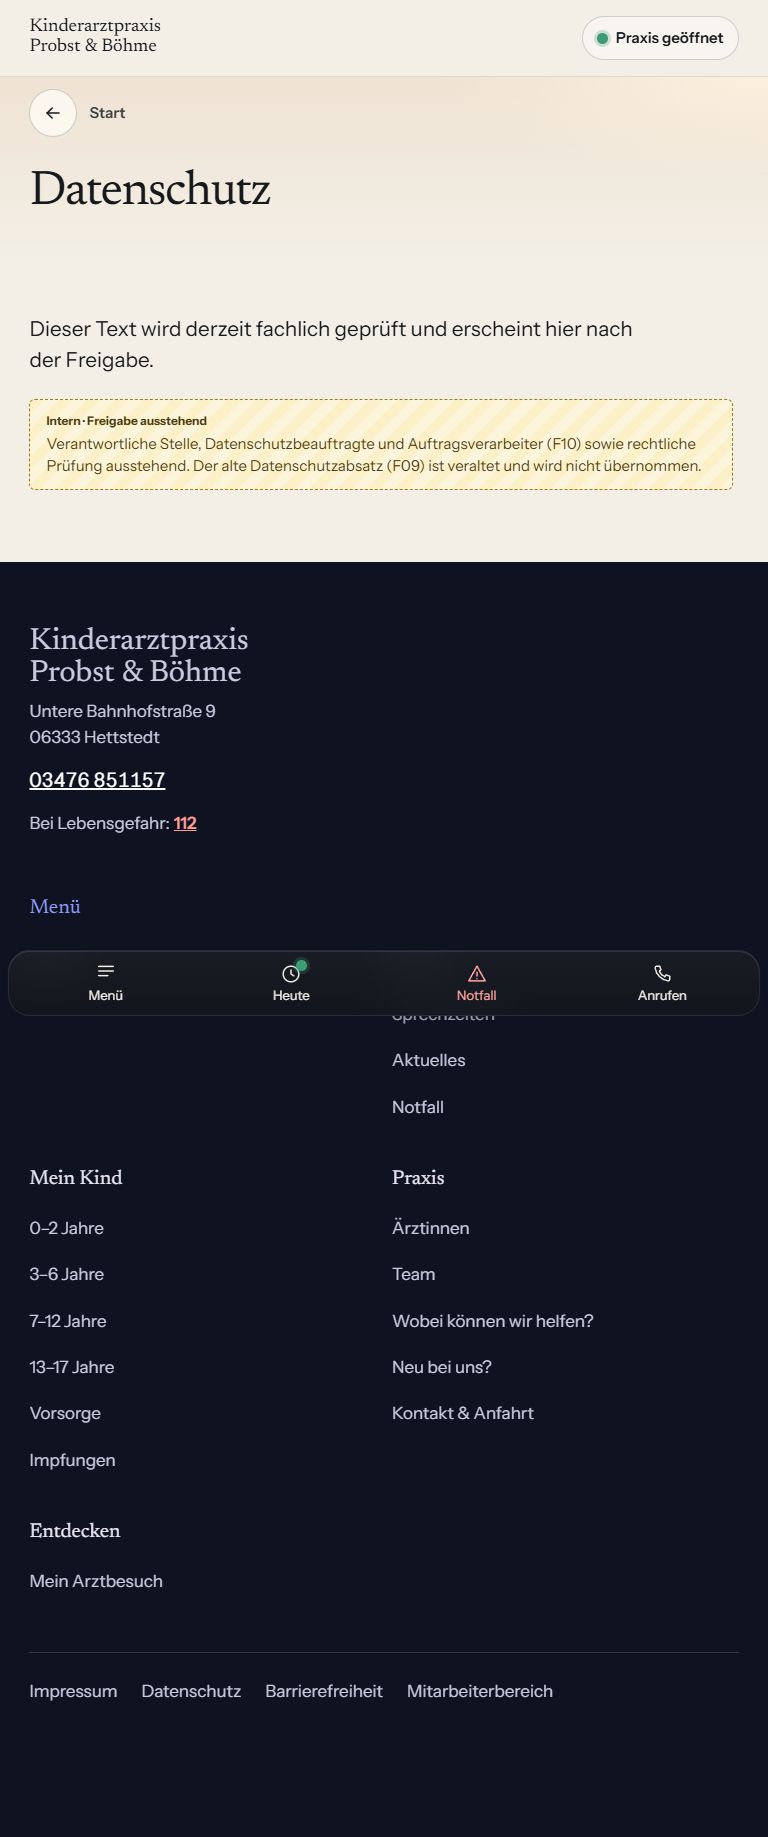 Kinderarztpraxis
Probst & Böhme
Praxis geöffnet
Start
Datenschutz
Dieser Text wird derzeit fachlich geprüft und erscheint hier nach
der Freigabe.
Intern · Freigabe ausstehend
Verantwortliche Stelle, Datenschutzbeauftragte und Auftragsverarbeiter (F10) sowie rechtliche
Prüfung ausstehend. Der alte Datenschutzabsatz (F09) ist veraltet und wird nicht übernommen.
Kinderarztpraxis
Probst & Böhme
Untere Bahnhofstraße 9
06333 Hettstedt
03476 851157
Bei Lebensgefahr: 112
Menü
Menü
Heute
Notfall
Anrufen
Sprechzeiten
Aktuelles
Notfall
Mein Kind
0–2 Jahre
3–6 Jahre
7–12 Jahre
13–17 Jahre
Vorsorge
Impfungen
Praxis
Ärztinnen
Team
Wobei können wir helfen?
Neu bei uns?
Kontakt & Anfahrt
Entdecken
Mein Arztbesuch
Impressum Datenschutz Barrierefreiheit Mitarbeiterbereich